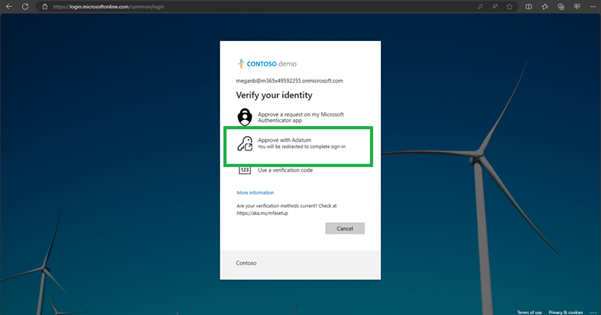 https://login.microsoftonline.com/common/login
CONTOSO demo
meganb@m365x49592255.onmicrosoft.com
Verify your identity
Approve a request on my Microsoft
Authenticator app
Approve with Adatum
You will be redirected to complete sign-in
123
Use a verification code
More information
Are your verification methods current? Check at
https://aka.ms/mfasetup
Cancel
Contoso
Terms of use Privacy & cookies ...